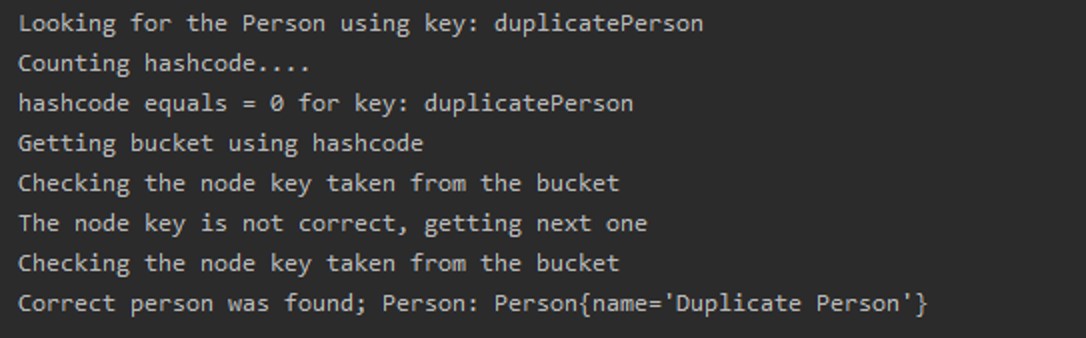 Looking for the Person using key: duplicatePerson
Counting hashcode....
hashcode equals = 0 for key: duplicatePerson
Getting bucket using hashcode
Checking the node key taken from the bucket
The node key is not correct, getting next one
Checking the node key taken from the bucket
Correct person was found; Person: Person{name='Duplicate Person'}